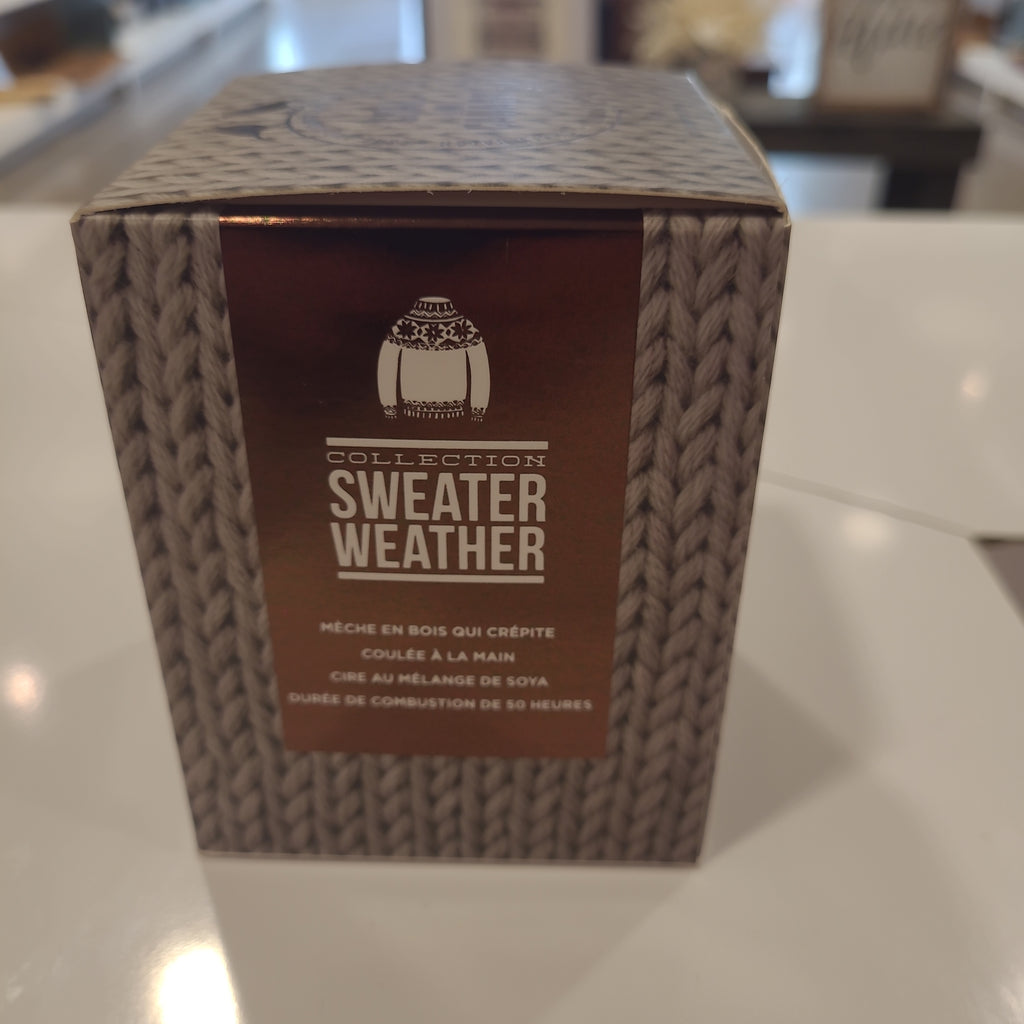 COLLECTION
SWEATER
WEATHER
MÈCHE EN BOIS QUI CRÉPITE
COULÉE À LA MAIN
CIRE AU MÉLANGE DE SOYA
DURÉE DE COMBUSTION DE 50 HEURES